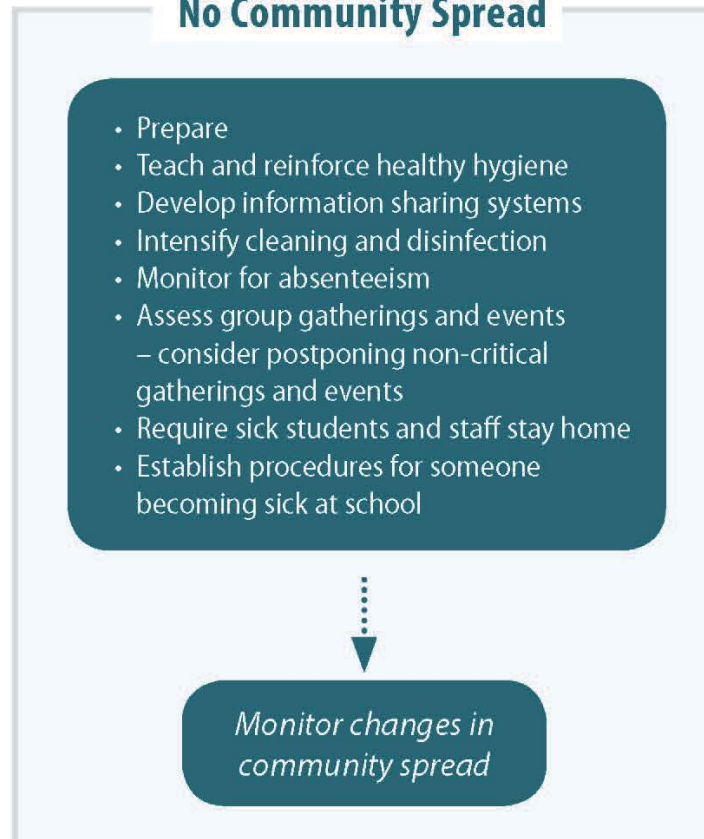 No Community Spread
• Prepare
• Teach and reinforce healthy hygiene
• Develop information sharing systems
• Intensify cleaning and disinfection
• Monitor for absenteeism
• Assess group gatherings and events
– consider postponing non-critical
gatherings and events
• Require sick students and staff stay home
• Establish procedures for someone
becoming sick at school
Monitor changes in
community spread